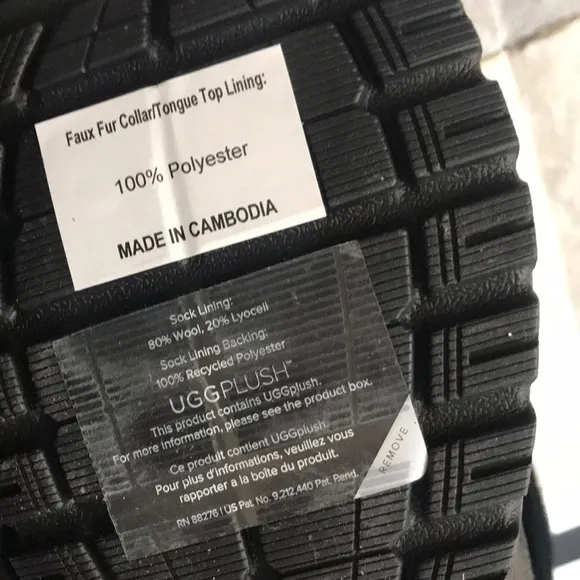 Faux Fur Collar/Tongue Top Lining:
100% Polyester
MADE IN CAMBODIA
Sock Lining:
80% Wool, 20% Lyocell
Sock Lining Backing:
100% Recycled Polyester
UGGPLUSH™
This product contains UGGplush.
For more information, please see the product box.
Ce produit contient UGGplush.
Pour plus d'informations, veuillez vous
rapporter a la boîte du produit.
RN 88276 | US Pat. No. 9,212,440 Pat. Pend.
REMOVE